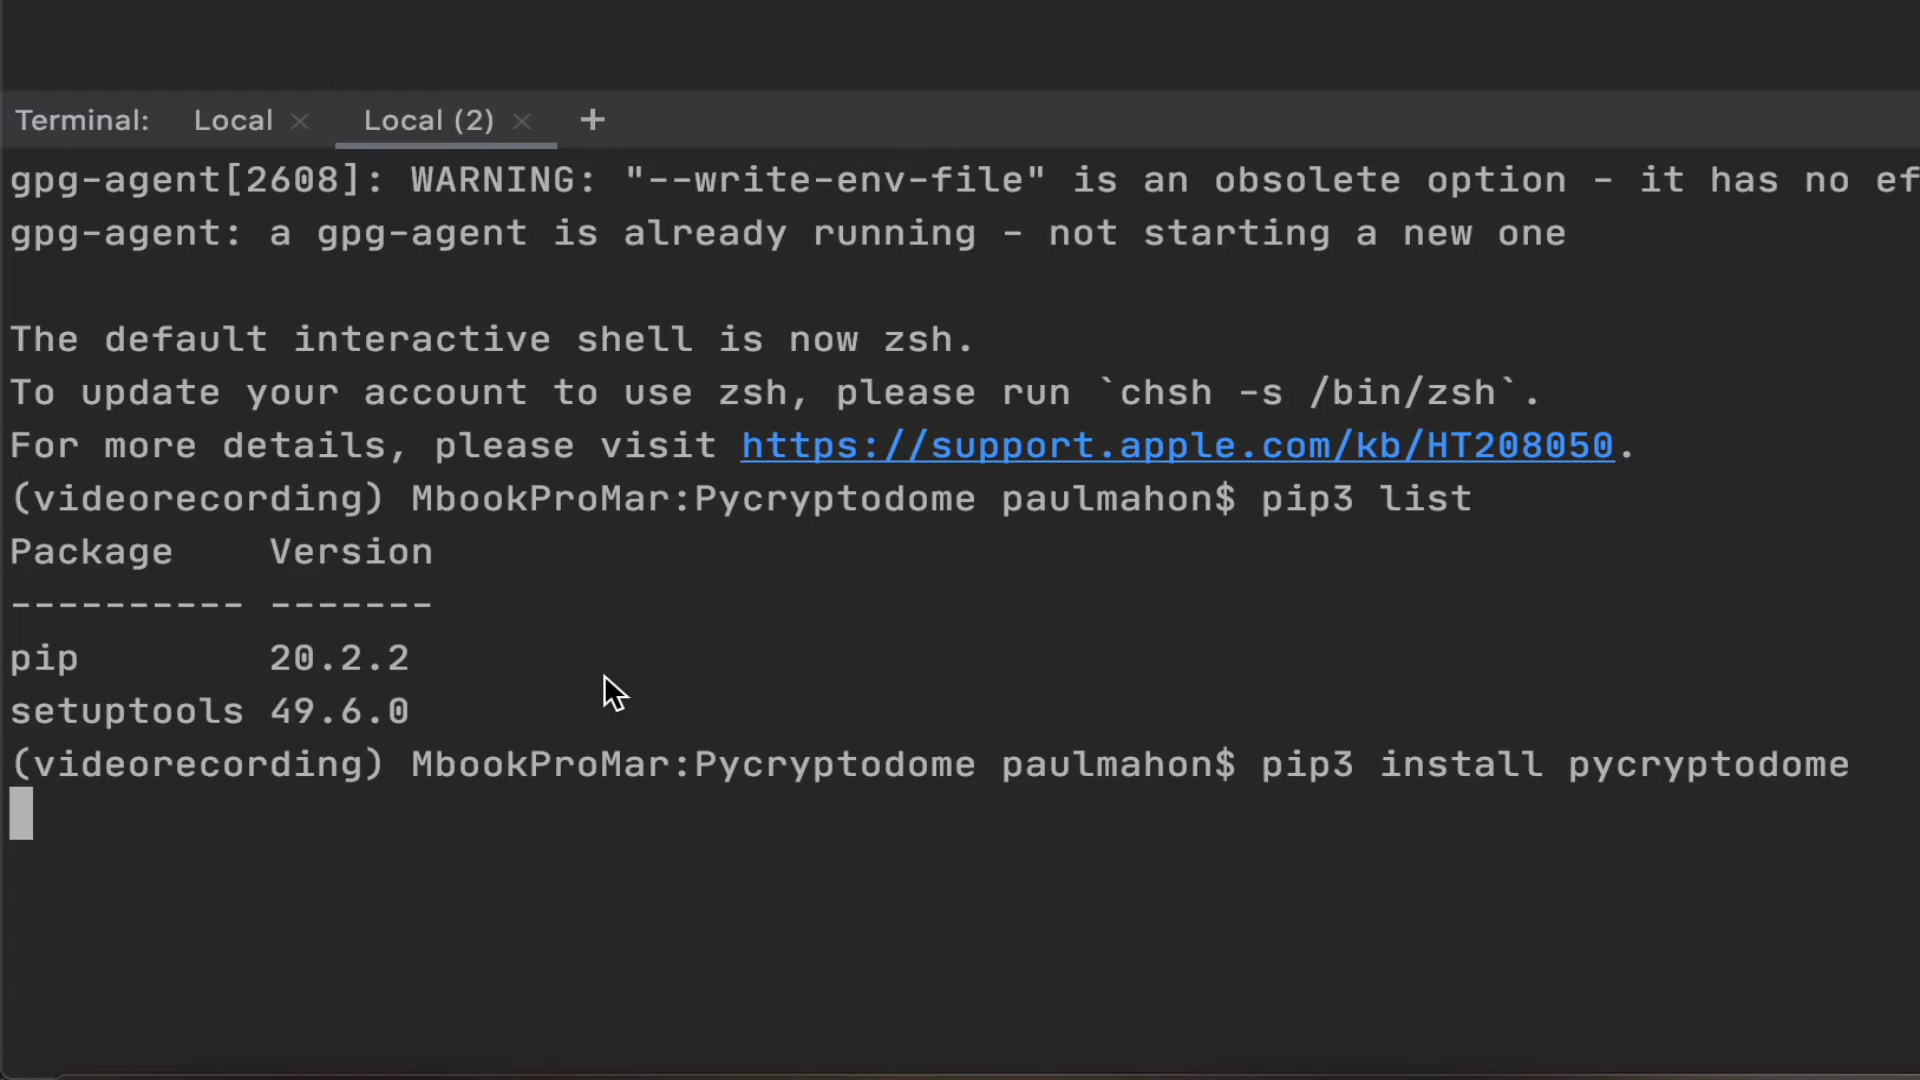 Terminal: Local × Local (2) × +
gpg-agent[2608]: WARNING: "--write-env-file" is an obsolete option - it has no ef
gpg-agent: a gpg-agent is already running - not starting a new one
The default interactive shell is now zsh.
To update your account to use zsh, please run `chsh -s /bin/zsh`.
For more details, please visit https://support.apple.com/kb/HT208050.
(videorecording) MbookProMar:Pycryptodome paulmahon$ pip3 list
Package    Version
---------- -------
pip        20.2.2
setuptools 49.6.0
(videorecording) MbookProMar:Pycryptodome paulmahon$ pip3 install pycryptodome